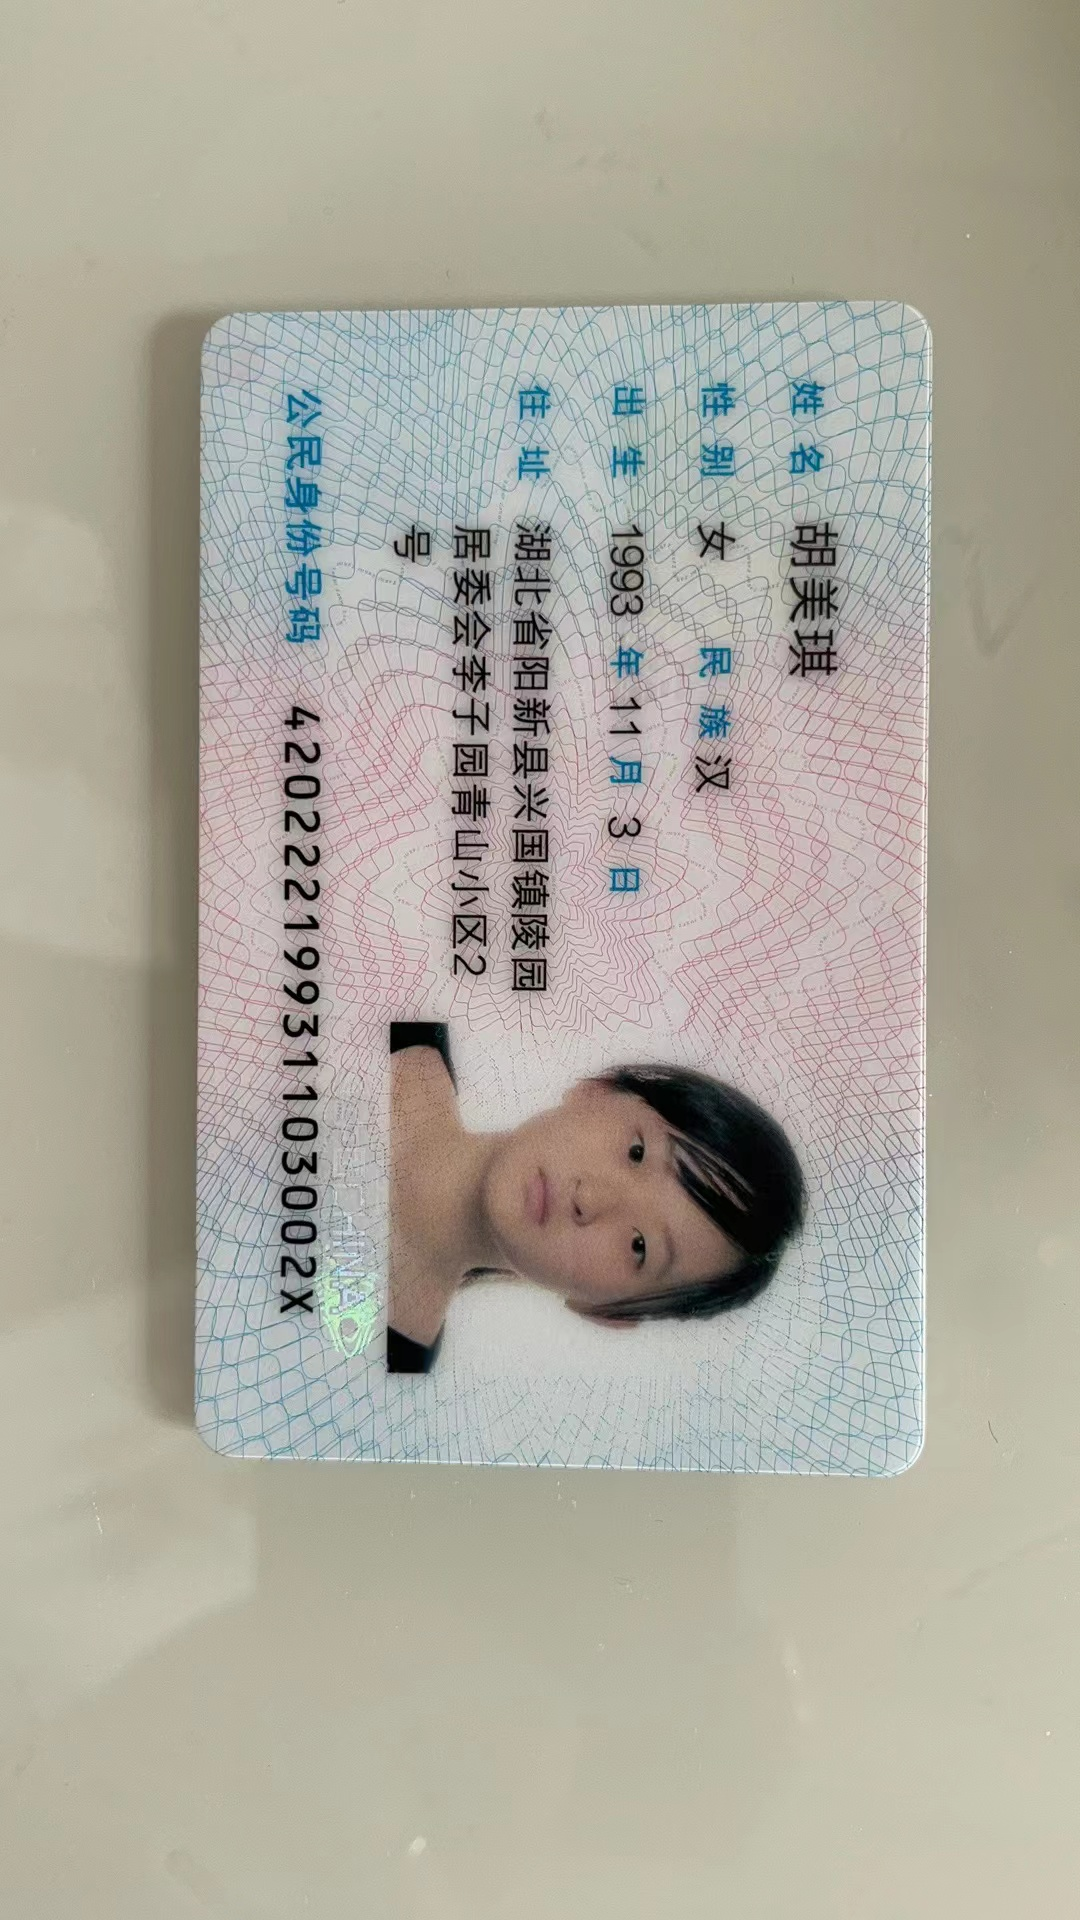 姓名 胡美琪
性别 女 民族 汉
出生 1993 年 11 月 3 日
住址 湖北省阳新县兴国镇陵园
居委会李子园青山小区2
号
公民身份号码 42022219931103002X
CHINA